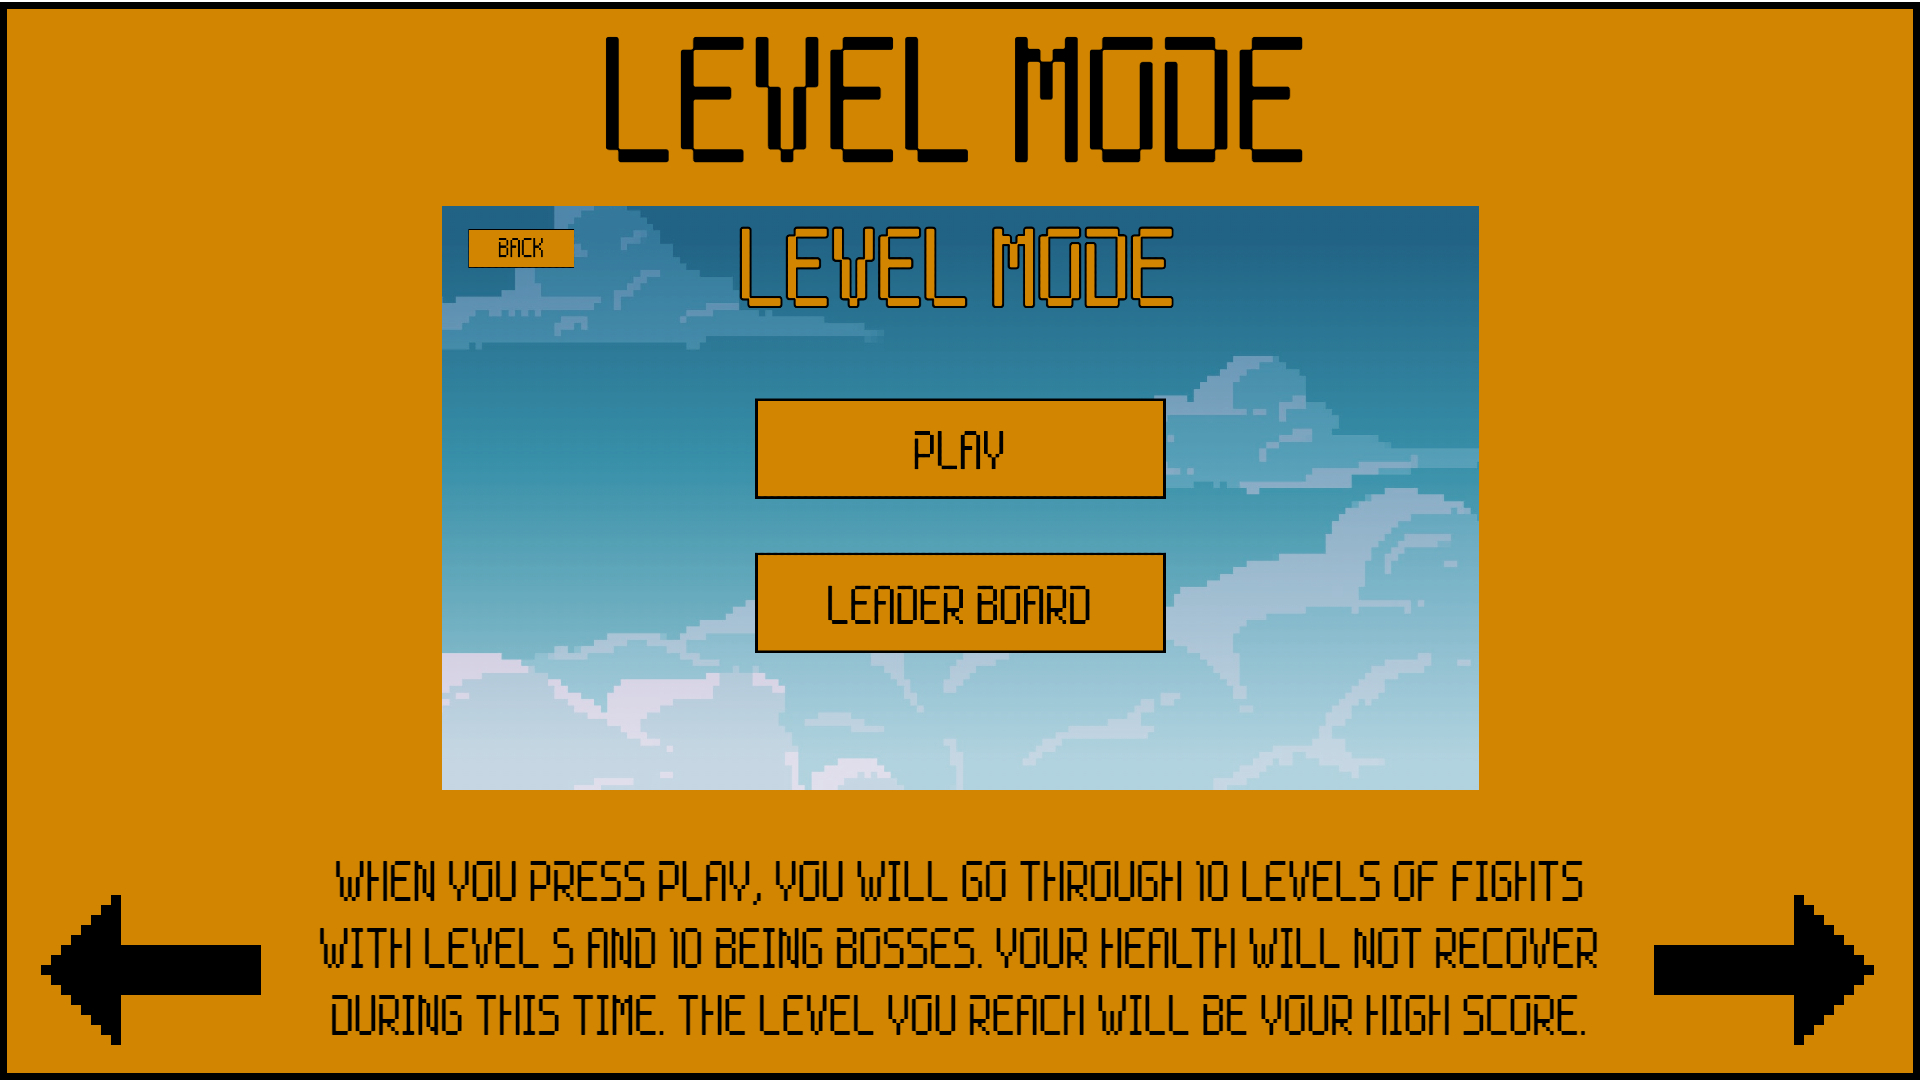 LEVEL MODE
BACK
LEVEL MODE
PLAY
LEADER BOARD
WHEN YOU PRESS PLAY, YOU WILL GO THROUGH 10 LEVELS OF FIGHTS
WITH LEVEL 5 AND 10 BEING BOSSES. YOUR HEALTH WILL NOT RECOVER
DURING THIS TIME. THE LEVEL YOU REACH WILL BE YOUR HIGH SCORE.